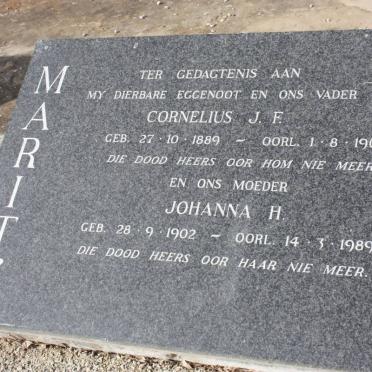 MARIT
TER GEDAGTENIS AAN
MY DIERBARE EGGENOOT EN ONS VADER
CORNELIUS J. F.
GEB. 27·10·1889 ~ OORL. 1·8·19
DIE DOOD HEERS OOR HOM NIE MEER
EN ONS MOEDER
JOHANNA H.
GEB. 28·9·1902 ~ OORL. 14·3·1989
DIE DOOD HEERS OOR HAAR NIE MEER.